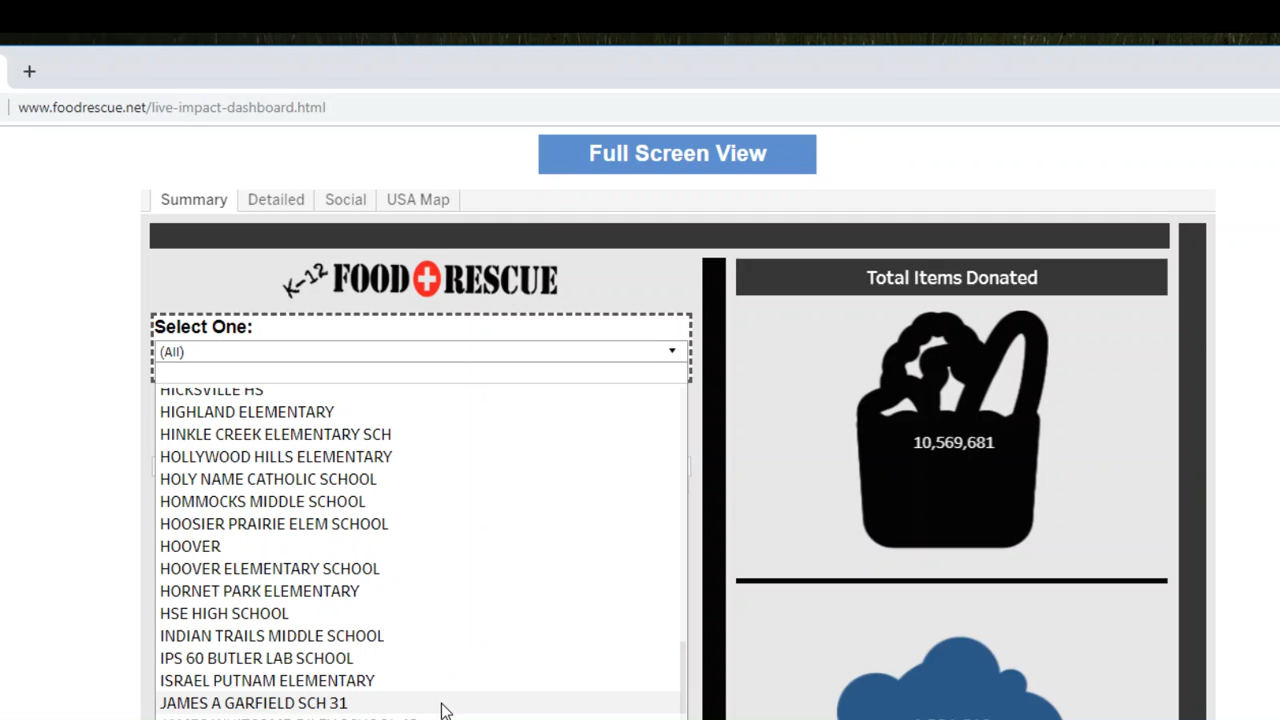 +
www.foodrescue.net/live-impact-dashboard.html
Full Screen View
Summary Detailed Social USA Map
K-12 FOOD RESCUE
Total Items Donated
Select One:
(All)
HICKSVILLE HS
HIGHLAND ELEMENTARY
HINKLE CREEK ELEMENTARY SCH
HOLLYWOOD HILLS ELEMENTARY
HOLY NAME CATHOLIC SCHOOL
10,569,681
HOMMOCKS MIDDLE SCHOOL
HOOSIER PRAIRIE ELEM SCHOOL
HOOVER
HOOVER ELEMENTARY SCHOOL
HORNET PARK ELEMENTARY
HSE HIGH SCHOOL
INDIAN TRAILS MIDDLE SCHOOL
IPS 60 BUTLER LAB SCHOOL
ISRAEL PUTNAM ELEMENTARY
JAMES A GARFIELD SCH 31